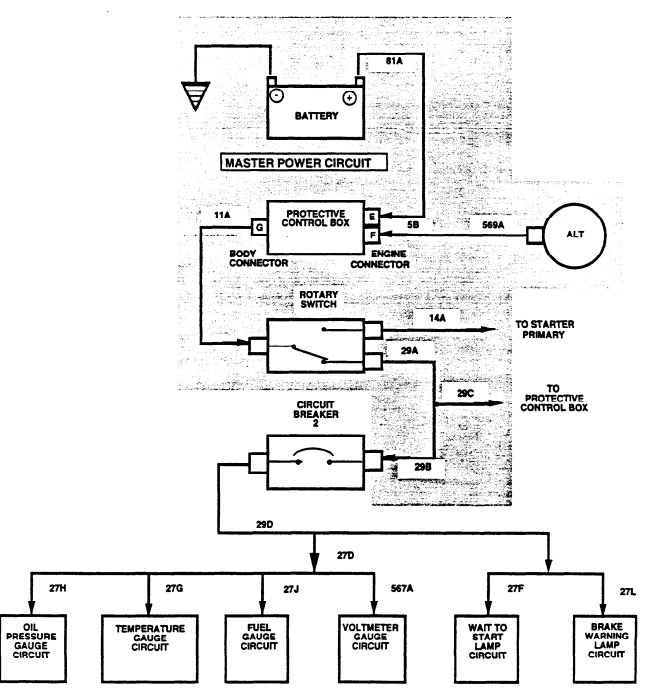 81A
-
+
BATTERY
MASTER POWER CIRCUIT
11A
PROTECTIVE
CONTROL BOX
G
E
F
5B
569A
ALT
BODY
CONNECTOR
ENGINE
CONNECTOR
ROTARY
SWITCH
14A
TO STARTER
PRIMARY
29A
29C
TO
PROTECTIVE
CONTROL BOX
CIRCUIT
BREAKER
2
29B
29D
27D
27H
27G
27J
567A
27F
27L
OIL
PRESSURE
GAUGE
CIRCUIT
TEMPERATURE
GAUGE
CIRCUIT
FUEL
GAUGE
CIRCUIT
VOLTMETER
GAUGE
CIRCUIT
WAIT TO
START
LAMP
CIRCUIT
BRAKE
WARNING
LAMP
CIRCUIT